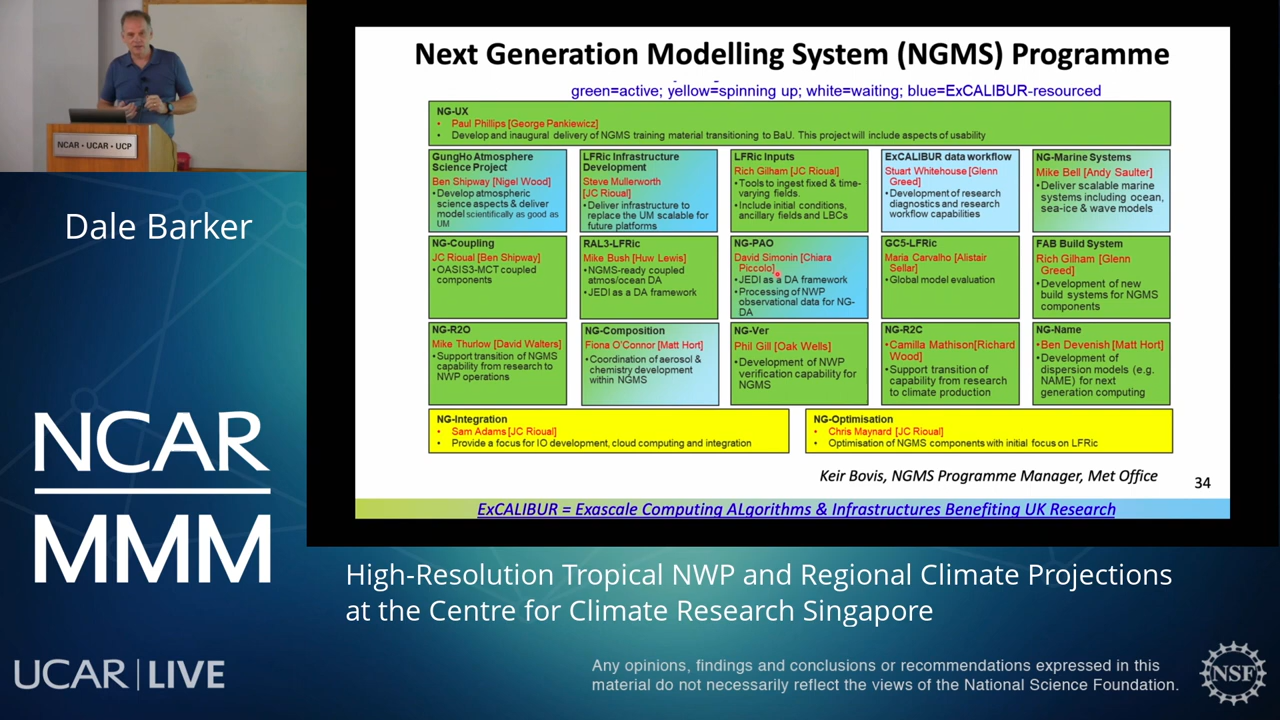 NCAR • UCAR • UCP
Dale Barker
NCAR
MMM
Next Generation Modelling System (NGMS) Programme
green=active; yellow=spinning up; white=waiting; blue=ExCALIBUR-resourced
NG-UX
• Paul Phillips [George Pankiewicz]
• Develop and inaugural delivery of NGMS training material transitioning to BaU. This project will include aspects of usability
GungHo Atmosphere
Science Project
Ben Shipway [Nigel Wood]
•Develop atmospheric
science aspects & deliver
model scientifically as good as
UM
LFRic Infrastructure
Development
Steve Mullerworth
[JC Rioual]
•Deliver infrastructure to
replace the UM scalable for
future platforms
LFRic Inputs
Rich Gilham [JC Rioual]
•Tools to ingest fixed & time-
varying fields.
•Include initial conditions,
ancillary fields and LBCs
ExCALIBUR data workflow
Stuart Whitehouse [Glenn
Greed]
•Development of research
diagnostics and research
workflow capabilities
NG-Marine Systems
Mike Bell [Andy Saulter]
•Deliver scalable marine
systems including ocean,
sea-ice & wave models
NG-Coupling
JC Rioual [Ben Shipway]
•OASIS3-MCT coupled
components
RAL3-LFRic
Mike Bush [Huw Lewis]
•NGMS-ready coupled
atmos/ocean DA
•JEDI as a DA framework
NG-PAO
David Simonin [Chiara
Piccolo]
•JEDI as a DA framework
•Processing of NWP
observational data for NG-
DA
GC5-LFRic
Maria Carvalho [Alistair
Sellar]
•Global model evaluation
FAB Build System
Rich Gilham [Glenn
Greed]
•Development of new
build systems for NGMS
components
NG-R2O
Mike Thurlow [David Walters]
•Support transition of NGMS
capability from research to
NWP operations
NG-Composition
Fiona O'Connor [Matt Hort]
•Coordination of aerosol &
chemistry development
within NGMS
NG-Ver
Phil Gill [Oak Wells]
•Development of NWP
verification capability for
NGMS
NG-R2C
•Camilla Mathison[Richard
Wood]
•Support transition of
capability from research
to climate production
NG-Name
•Ben Devenish [Matt Hort]
•Development of
dispersion models (e.g.
NAME) for next
generation computing
NG-Integration
• Sam Adams [JC Rioual]
• Provide a focus for IO development, cloud computing and integration
NG-Optimisation
• Chris Maynard [JC Rioual]
• Optimisation of NGMS components with initial focus on LFRic
Keir Bovis, NGMS Programme Manager, Met Office
34
ExCALIBUR = Exascale Computing ALgorithms & Infrastructures Benefiting UK Research
High-Resolution Tropical NWP and Regional Climate Projections
at the Centre for Climate Research Singapore
UCAR | LIVE
Any opinions, findings and conclusions or recommendations expressed in this
material do not necessarily reflect the views of the National Science Foundation.
NSF